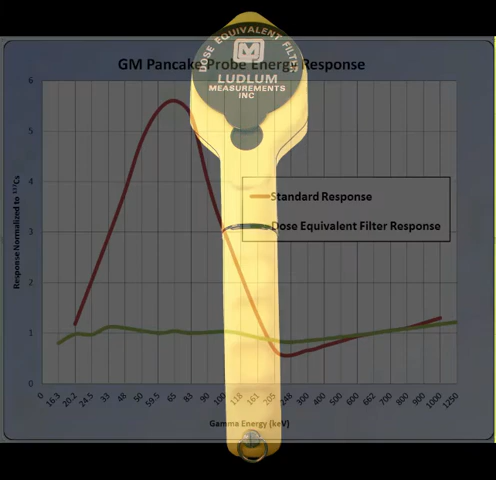 DOSE EQUIVALENT FILTER
M
LUDLUM
MEASUREMENTS
INC
GM Pancake Probe Energy Response
Response Normalized to ¹³⁷Cs
6
5
4
3
2
1
0
Standard Response
Dose Equivalent Filter Response
0 16.3 20.2 24.5 33 48 50 59.5 65 83 90 100 118 161 205 248 300 400 500 600 662 700 800 900 1000 1250
Gamma Energy (keV)